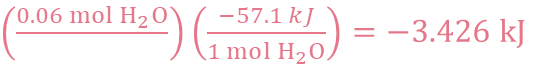 (0.06 mol H₂O / ) (−57.1 kJ / 1 mol H₂O) = −3.426 kJ